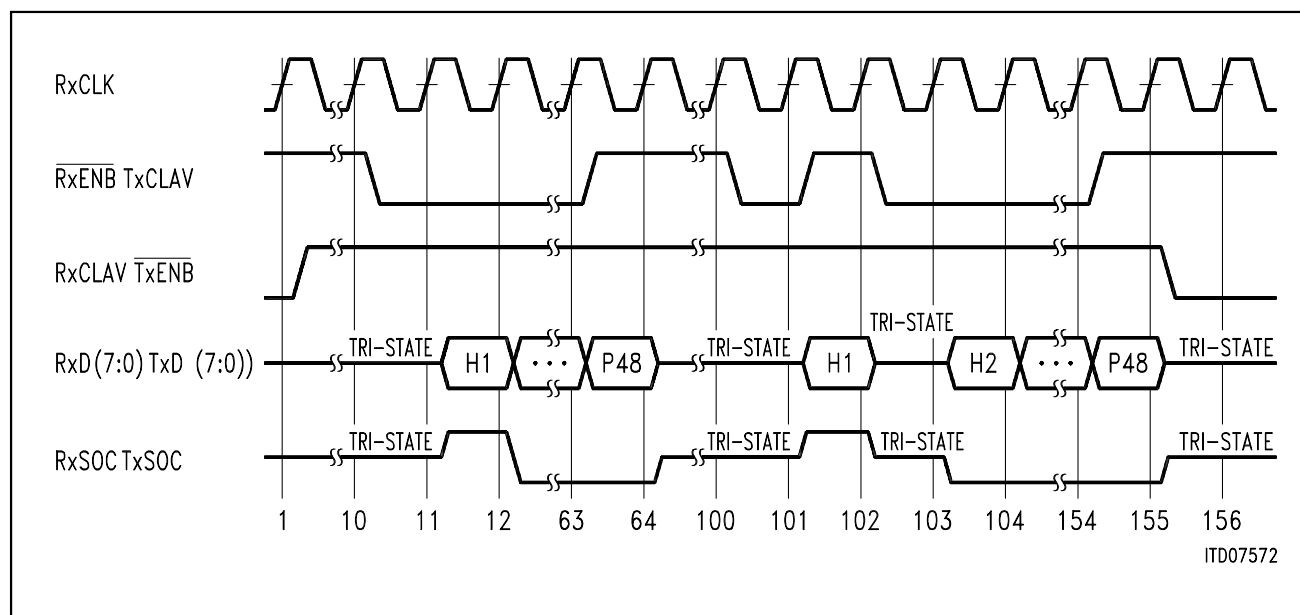 RxCLK
RxENB TxCLAV
RxCLAV TxENB
TRI-STATE
RxD(7:0) TxD (7:0)) TRI-STATE H1 ··· P48 TRI-STATE H1 H2 ··· P48 TRI-STATE
RxSOC TxSOC TRI-STATE TRI-STATE TRI-STATE TRI-STATE
1 10 11 12 63 64 100 101 102 103 104 154 155 156
ITD07572